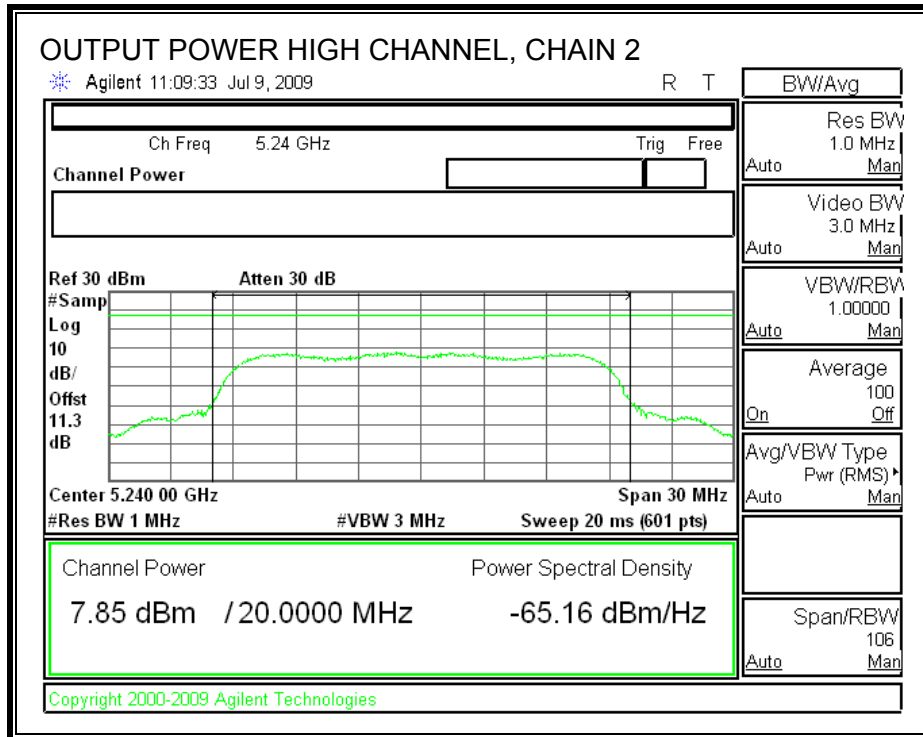 OUTPUT POWER HIGH CHANNEL, CHAIN 2
Agilent 11:09:33 Jul 9, 2009
R T
Ch Freq 5.24 GHz
Trig Free
Channel Power
Ref 30 dBm Atten 30 dB
#Samp
Log
10
dB/
Offst
11.3
dB
Center 5.240 00 GHz Span 30 MHz
#Res BW 1 MHz #VBW 3 MHz Sweep 20 ms (601 pts)
Channel Power Power Spectral Density
7.85 dBm / 20.0000 MHz -65.16 dBm/Hz
Copyright 2000-2009 Agilent Technologies
BW/Avg
Res BW
1.0 MHz
Auto Man
Video BW
3.0 MHz
Auto Man
VBW/RBW
1.00000
Auto Man
Average
100
On Off
Avg/VBW Type
Pwr (RMS)
Auto Man
Span/RBW
106
Auto Man